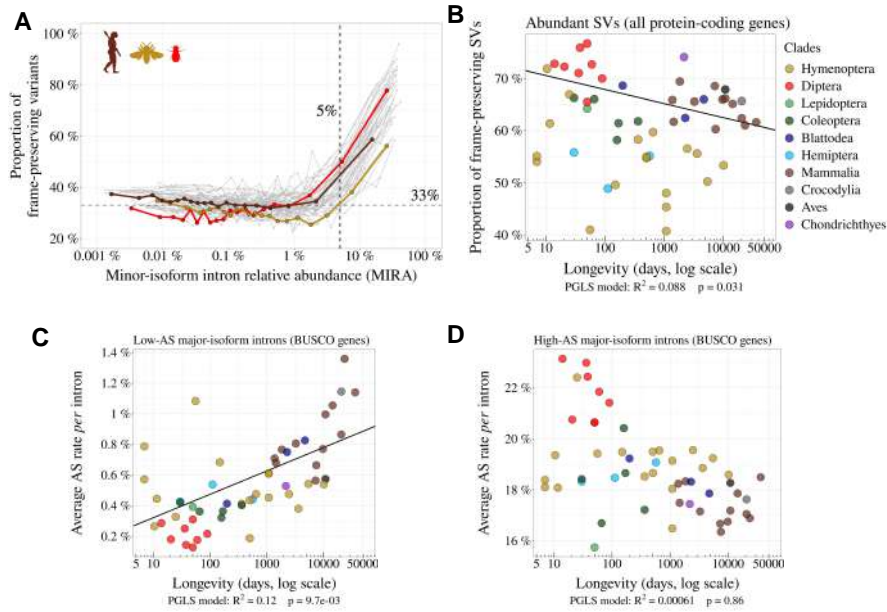 A
Proportion of
frame-preserving variants
100 %
80 %
60 %
40 %
20 %
5%
33%
0.001 %
0.01 %
0.1 %
1 %
10 %
100 %
Minor-isoform intron relative abundance (MIRA)
B
Abundant SVs (all protein-coding genes)
Proportion of frame-preserving SVs
70 %
60 %
50 %
40 %
5 10 100 1000 10000 50000
Longevity (days, log scale)
PGLS model: R² = 0.088 p = 0.031
Clades
Hymenoptera
Diptera
Lepidoptera
Coleoptera
Blattodea
Hemiptera
Mammalia
Crocodylia
Aves
Chondrichthyes
C
Low-AS major-isoform introns (BUSCO genes)
Average AS rate per intron
1.4 %
1.2 %
1 %
0.8 %
0.6 %
0.4 %
0.2 %
5 10 100 1000 10000 50000
Longevity (days, log scale)
PGLS model: R² = 0.12 p = 9.7e-03
D
High-AS major-isoform introns (BUSCO genes)
Average AS rate per intron
22 %
20 %
18 %
16 %
5 10 100 1000 10000 50000
Longevity (days, log scale)
PGLS model: R² = 0.00061 p = 0.86